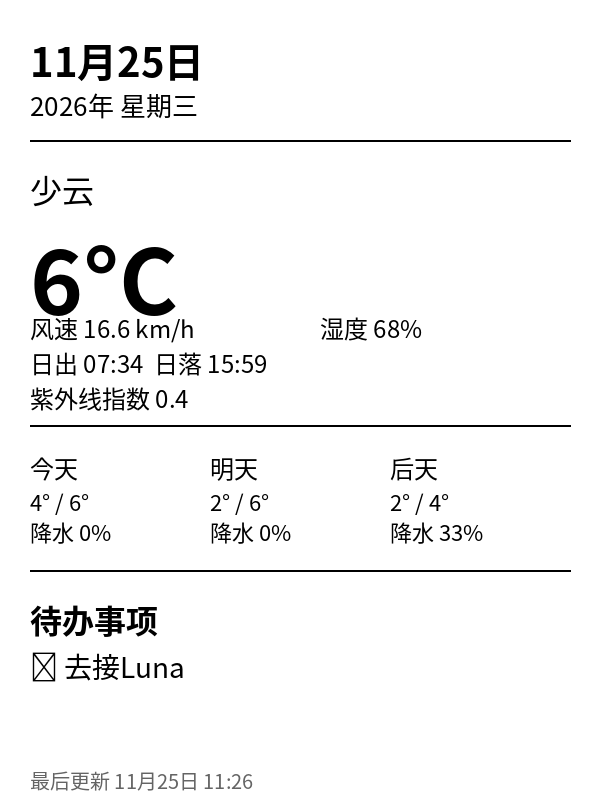 11月25日
2026年 星期三
少云
6°C
风速 16.6 km/h 湿度 68%
日出 07:34 日落 15:59
紫外线指数 0.4
今天 明天 后天
4° / 6° 2° / 6° 2° / 4°
降水 0% 降水 0% 降水 33%
待办事项
去接Luna
最后更新 11月25日 11:26